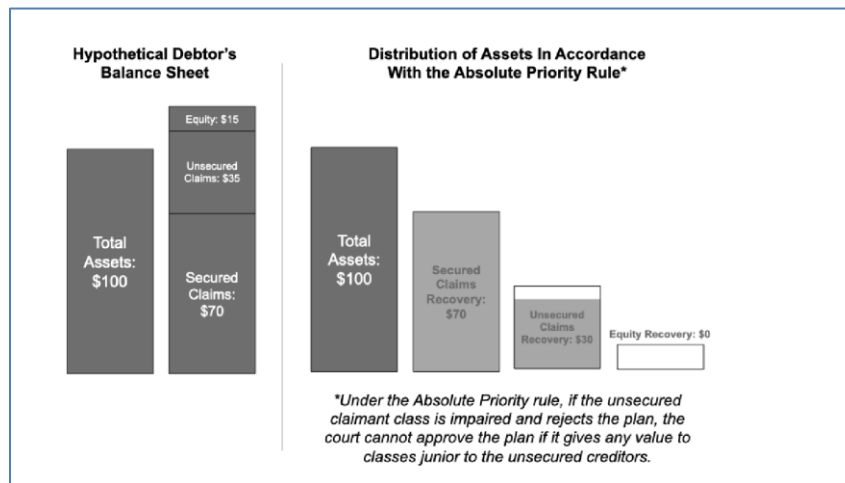 Hypothetical Debtor's
Balance Sheet
Total
Assets:
$100
Equity: $15
Unsecured
Claims: $35
Secured
Claims:
$70
Distribution of Assets In Accordance
With the Absolute Priority Rule*
Total
Assets:
$100
Secured
Claims
Recovery:
$70
Unsecured
Claims
Recovery: $30
Equity Recovery: $0
*Under the Absolute Priority rule, if the unsecured
claimant class is impaired and rejects the plan, the
court cannot approve the plan if it gives any value to
classes junior to the unsecured creditors.